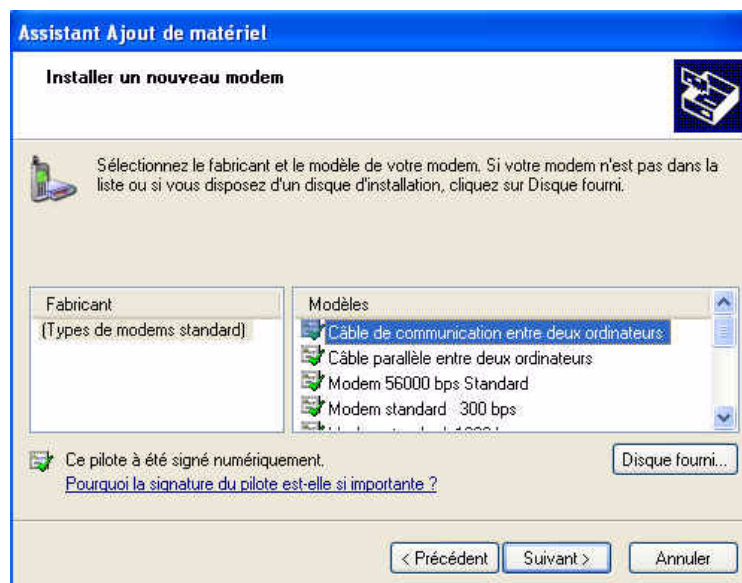 Assistant Ajout de matériel
Installer un nouveau modem
Sélectionnez le fabricant et le modèle de votre modem. Si votre modem n'est pas dans la
liste ou si vous disposez d'un disque d'installation, cliquez sur Disque fourni.
Fabricant
(Types de modems standard)
Modèles
Câble de communication entre deux ordinateurs
Câble parallèle entre deux ordinateurs
Modem 56000 bps Standard
Modem standard 300 bps
Ce pilote à été signé numériquement.
Disque fourni...
Pourquoi la signature du pilote est-elle si importante ?
< Précédent
Suivant >
Annuler